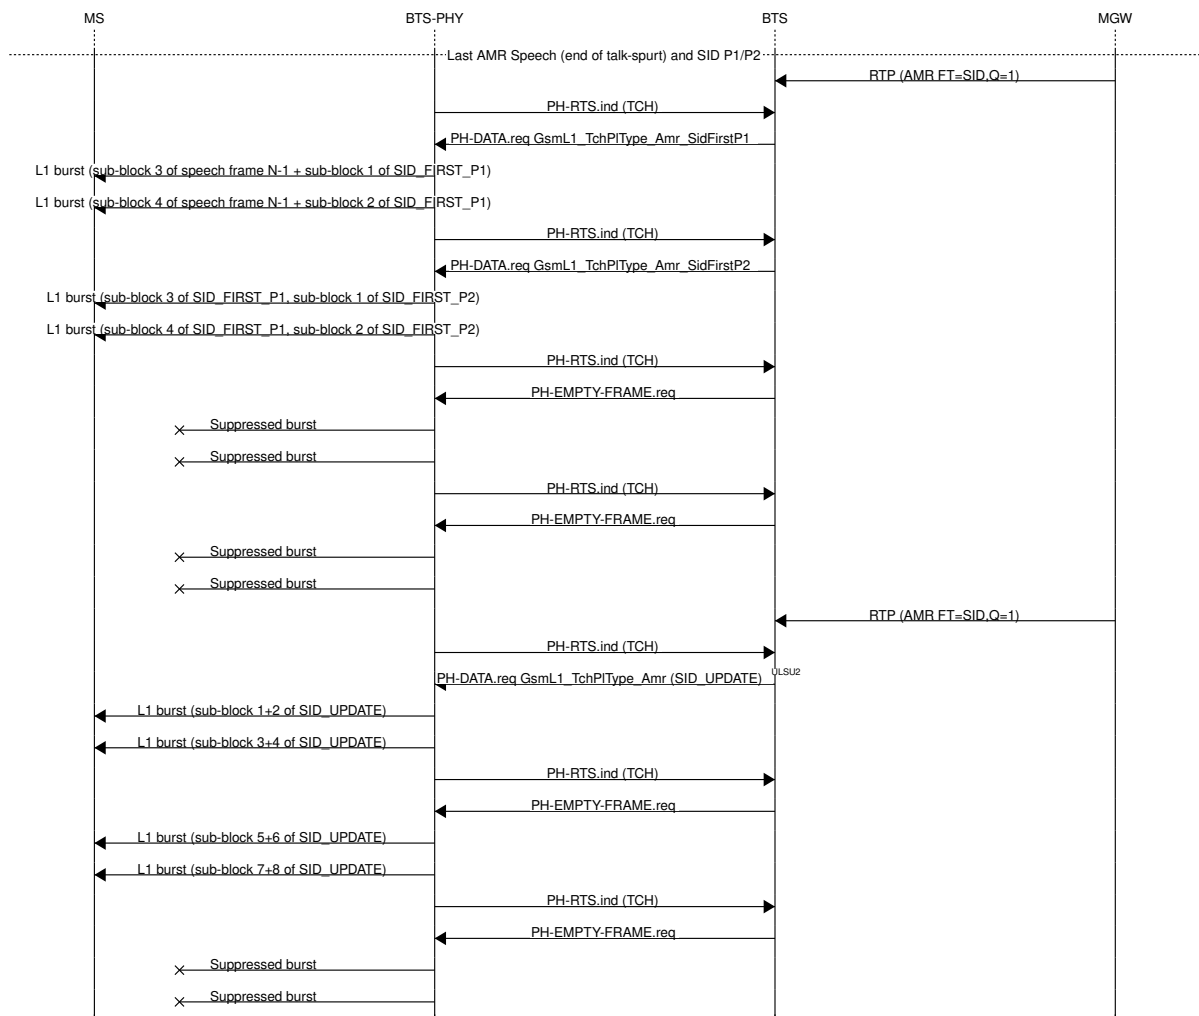 MS BTS-PHY BTS MGW
Last AMR Speech (end of talk-spurt) and SID P1/P2
RTP (AMR FT=SID,Q=1)
PH-RTS.ind (TCH)
PH-DATA.req GsmL1_TchPlType_Amr_SidFirstP1
L1 burst (sub-block 3 of speech frame N-1 + sub-block 1 of SID_FIRST_P1)
L1 burst (sub-block 4 of speech frame N-1 + sub-block 2 of SID_FIRST_P1)
PH-RTS.ind (TCH)
PH-DATA.req GsmL1_TchPlType_Amr_SidFirstP2
L1 burst (sub-block 3 of SID_FIRST_P1, sub-block 1 of SID_FIRST_P2)
L1 burst (sub-block 4 of SID_FIRST_P1, sub-block 2 of SID_FIRST_P2)
PH-RTS.ind (TCH)
PH-EMPTY-FRAME.req
Suppressed burst
Suppressed burst
PH-RTS.ind (TCH)
PH-EMPTY-FRAME.req
Suppressed burst
Suppressed burst
RTP (AMR FT=SID,Q=1)
PH-RTS.ind (TCH)
ULSU2
PH-DATA.req GsmL1_TchPlType_Amr (SID_UPDATE)
L1 burst (sub-block 1+2 of SID_UPDATE)
L1 burst (sub-block 3+4 of SID_UPDATE)
PH-RTS.ind (TCH)
PH-EMPTY-FRAME.req
L1 burst (sub-block 5+6 of SID_UPDATE)
L1 burst (sub-block 7+8 of SID_UPDATE)
PH-RTS.ind (TCH)
PH-EMPTY-FRAME.req
Suppressed burst
Suppressed burst